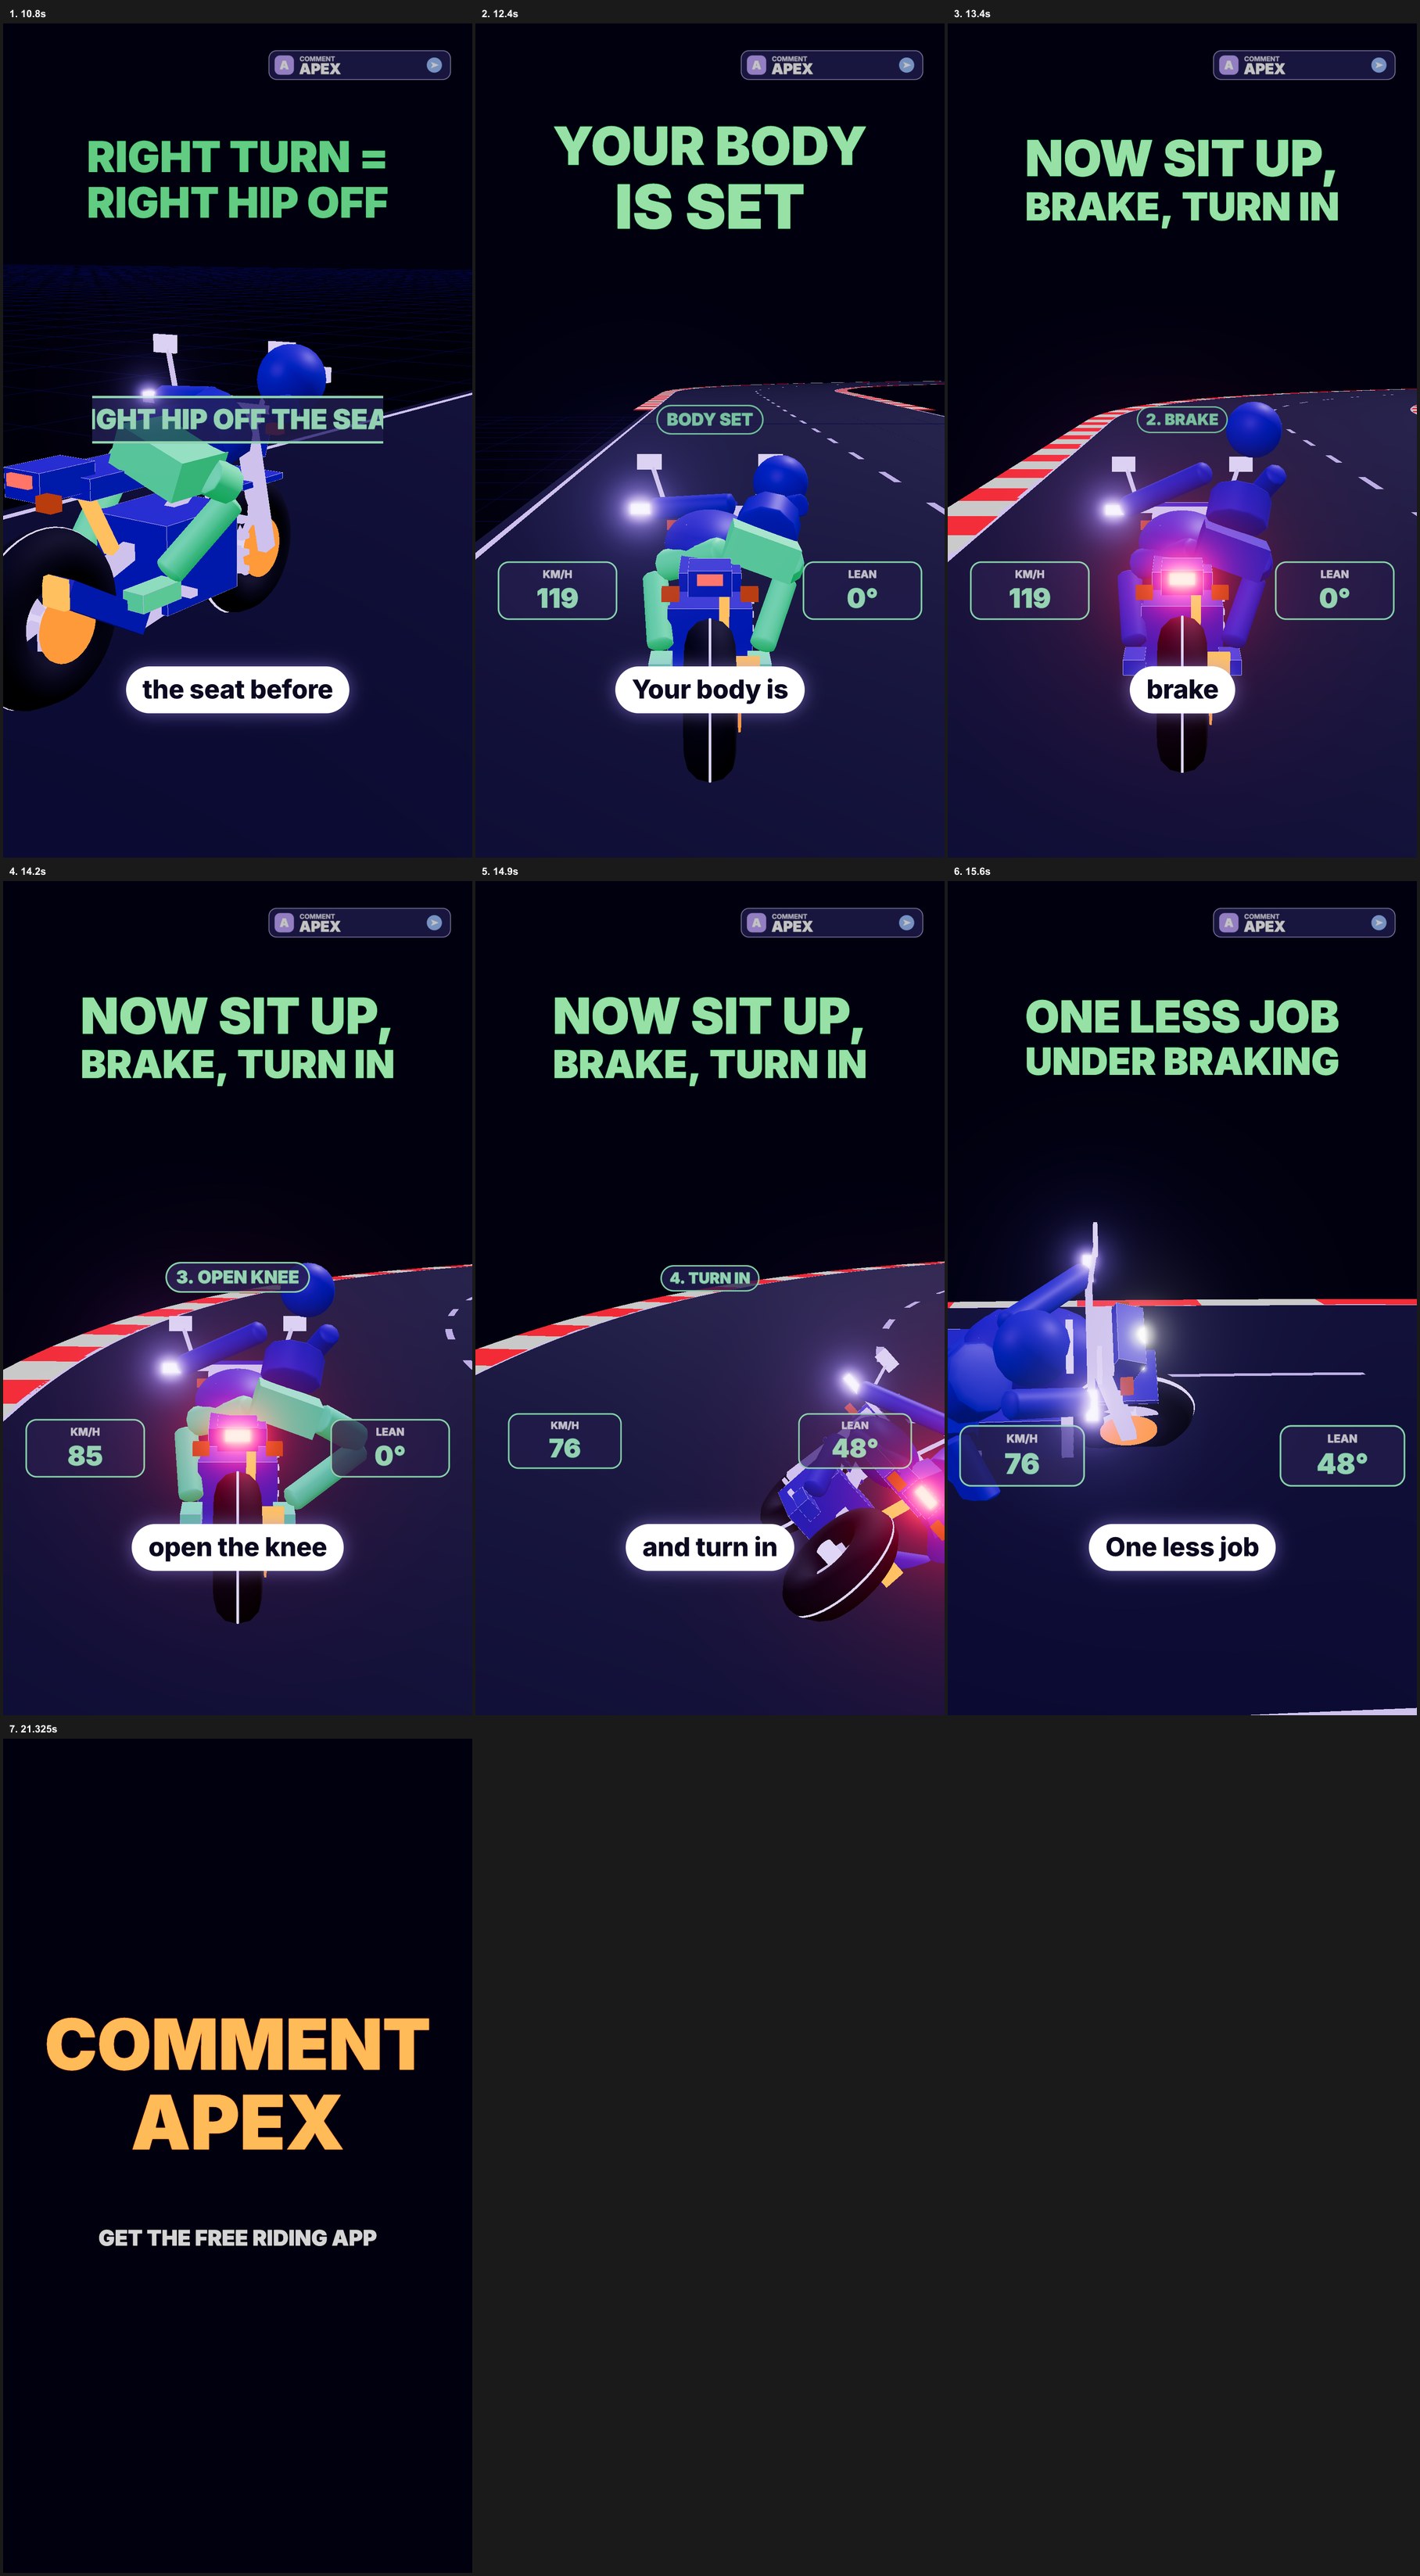 1. 10.8s
A COMMENT
APEX
RIGHT TURN =
RIGHT HIP OFF
IGHT HIP OFF THE SEA
the seat before
2. 12.4s
A COMMENT
APEX
YOUR BODY
IS SET
BODY SET
KM/H
119
LEAN
0°
Your body is
3. 13.4s
A COMMENT
APEX
NOW SIT UP,
BRAKE, TURN IN
2. BRAKE
KM/H
119
LEAN
0°
brake
4. 14.2s
A COMMENT
APEX
NOW SIT UP,
BRAKE, TURN IN
3. OPEN KNEE
KM/H
85
LEAN
0°
open the knee
5. 14.9s
A COMMENT
APEX
NOW SIT UP,
BRAKE, TURN IN
4. TURN IN
KM/H
76
LEAN
48°
and turn in
6. 15.6s
A COMMENT
APEX
ONE LESS JOB
UNDER BRAKING
KM/H
76
LEAN
48°
One less job
7. 21.325s
COMMENT
APEX
GET THE FREE RIDING APP